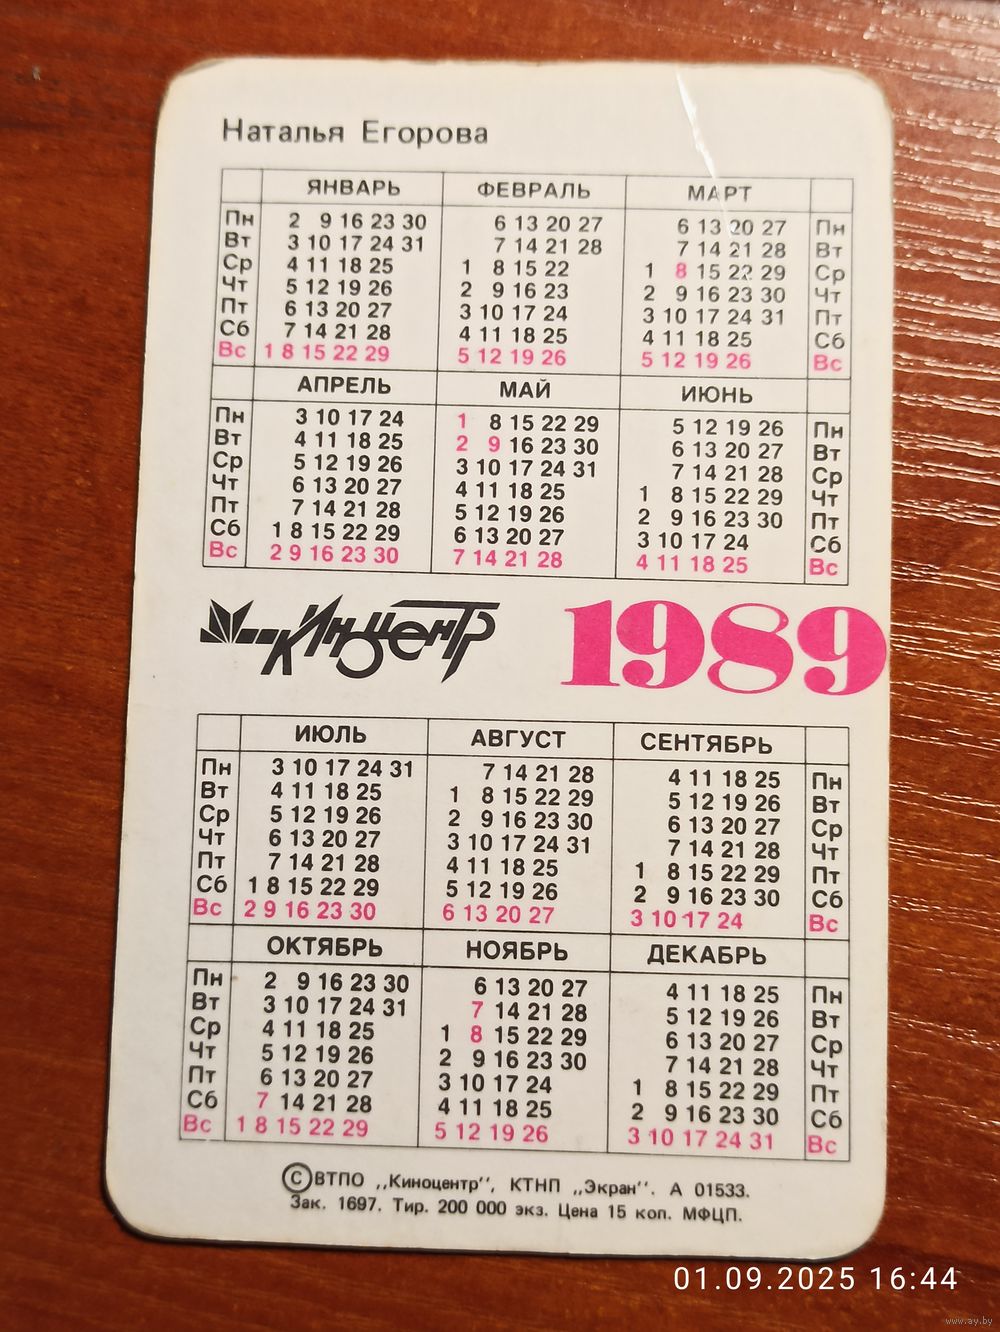 Наталья Егорова
ЯНВАРЬ ФЕВРАЛЬ МАРТ
Пн 2 9 16 23 30 6 13 20 27 6 13 20 27 Пн
Вт 3 10 17 24 31 7 14 21 28 7 14 21 28 Вт
Ср 4 11 18 25 1 8 15 22 1 8 15 22 29 Ср
Чт 5 12 19 26 2 9 16 23 2 9 16 23 30 Чт
Пт 6 13 20 27 3 10 17 24 3 10 17 24 31 Пт
Сб 7 14 21 28 4 11 18 25 4 11 18 25 Сб
Вс 1 8 15 22 29 5 12 19 26 5 12 19 26 Вс
АПРЕЛЬ МАЙ ИЮНЬ
Пн 3 10 17 24 1 8 15 22 29 5 12 19 26 Пн
Вт 4 11 18 25 2 9 16 23 30 6 13 20 27 Вт
Ср 5 12 19 26 3 10 17 24 31 7 14 21 28 Ср
Чт 6 13 20 27 4 11 18 25 1 8 15 22 29 Чт
Пт 7 14 21 28 5 12 19 26 2 9 16 23 30 Пт
Сб 1 8 15 22 29 6 13 20 27 3 10 17 24 Сб
Вс 2 9 16 23 30 7 14 21 28 4 11 18 25 Вс
Киноцентр 1989
ИЮЛЬ АВГУСТ СЕНТЯБРЬ
Пн 3 10 17 24 31 7 14 21 28 4 11 18 25 Пн
Вт 4 11 18 25 1 8 15 22 29 5 12 19 26 Вт
Ср 5 12 19 26 2 9 16 23 30 6 13 20 27 Ср
Чт 6 13 20 27 3 10 17 24 31 7 14 21 28 Чт
Пт 7 14 21 28 4 11 18 25 1 8 15 22 29 Пт
Сб 1 8 15 22 29 5 12 19 26 2 9 16 23 30 Сб
Вс 2 9 16 23 30 6 13 20 27 3 10 17 24 Вс
ОКТЯБРЬ НОЯБРЬ ДЕКАБРЬ
Пн 2 9 16 23 30 6 13 20 27 4 11 18 25 Пн
Вт 3 10 17 24 31 7 14 21 28 5 12 19 26 Вт
Ср 4 11 18 25 1 8 15 22 29 6 13 20 27 Ср
Чт 5 12 19 26 2 9 16 23 30 7 14 21 28 Чт
Пт 6 13 20 27 3 10 17 24 1 8 15 22 29 Пт
Сб 7 14 21 28 4 11 18 25 2 9 16 23 30 Сб
Вс 1 8 15 22 29 5 12 19 26 3 10 17 24 31 Вс
©ВТПО „Киноцентр", КТНП „Экран". А 01533.
Зак. 1697. Тир. 200 000 экз. Цена 15 коп. МФЦП.
01.09.2025 16:44
www.ay.by